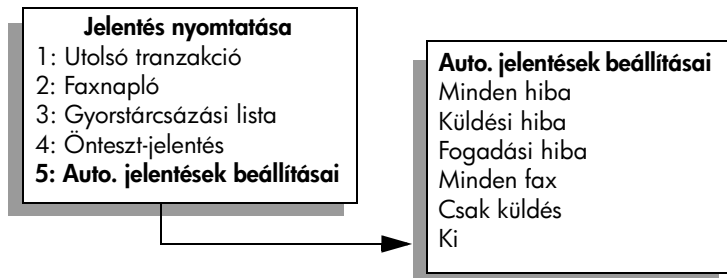 Jelentés nyomtatása
1: Utolsó tranzakció
2: Faxnapló
3: Gyorstárcsázási lista
4: Önteszt-jelentés
5: Auto. jelentések beállításai
Auto. jelentések beállításai
Minden hiba
Küldési hiba
Fogadási hiba
Minden fax
Csak küldés
Ki